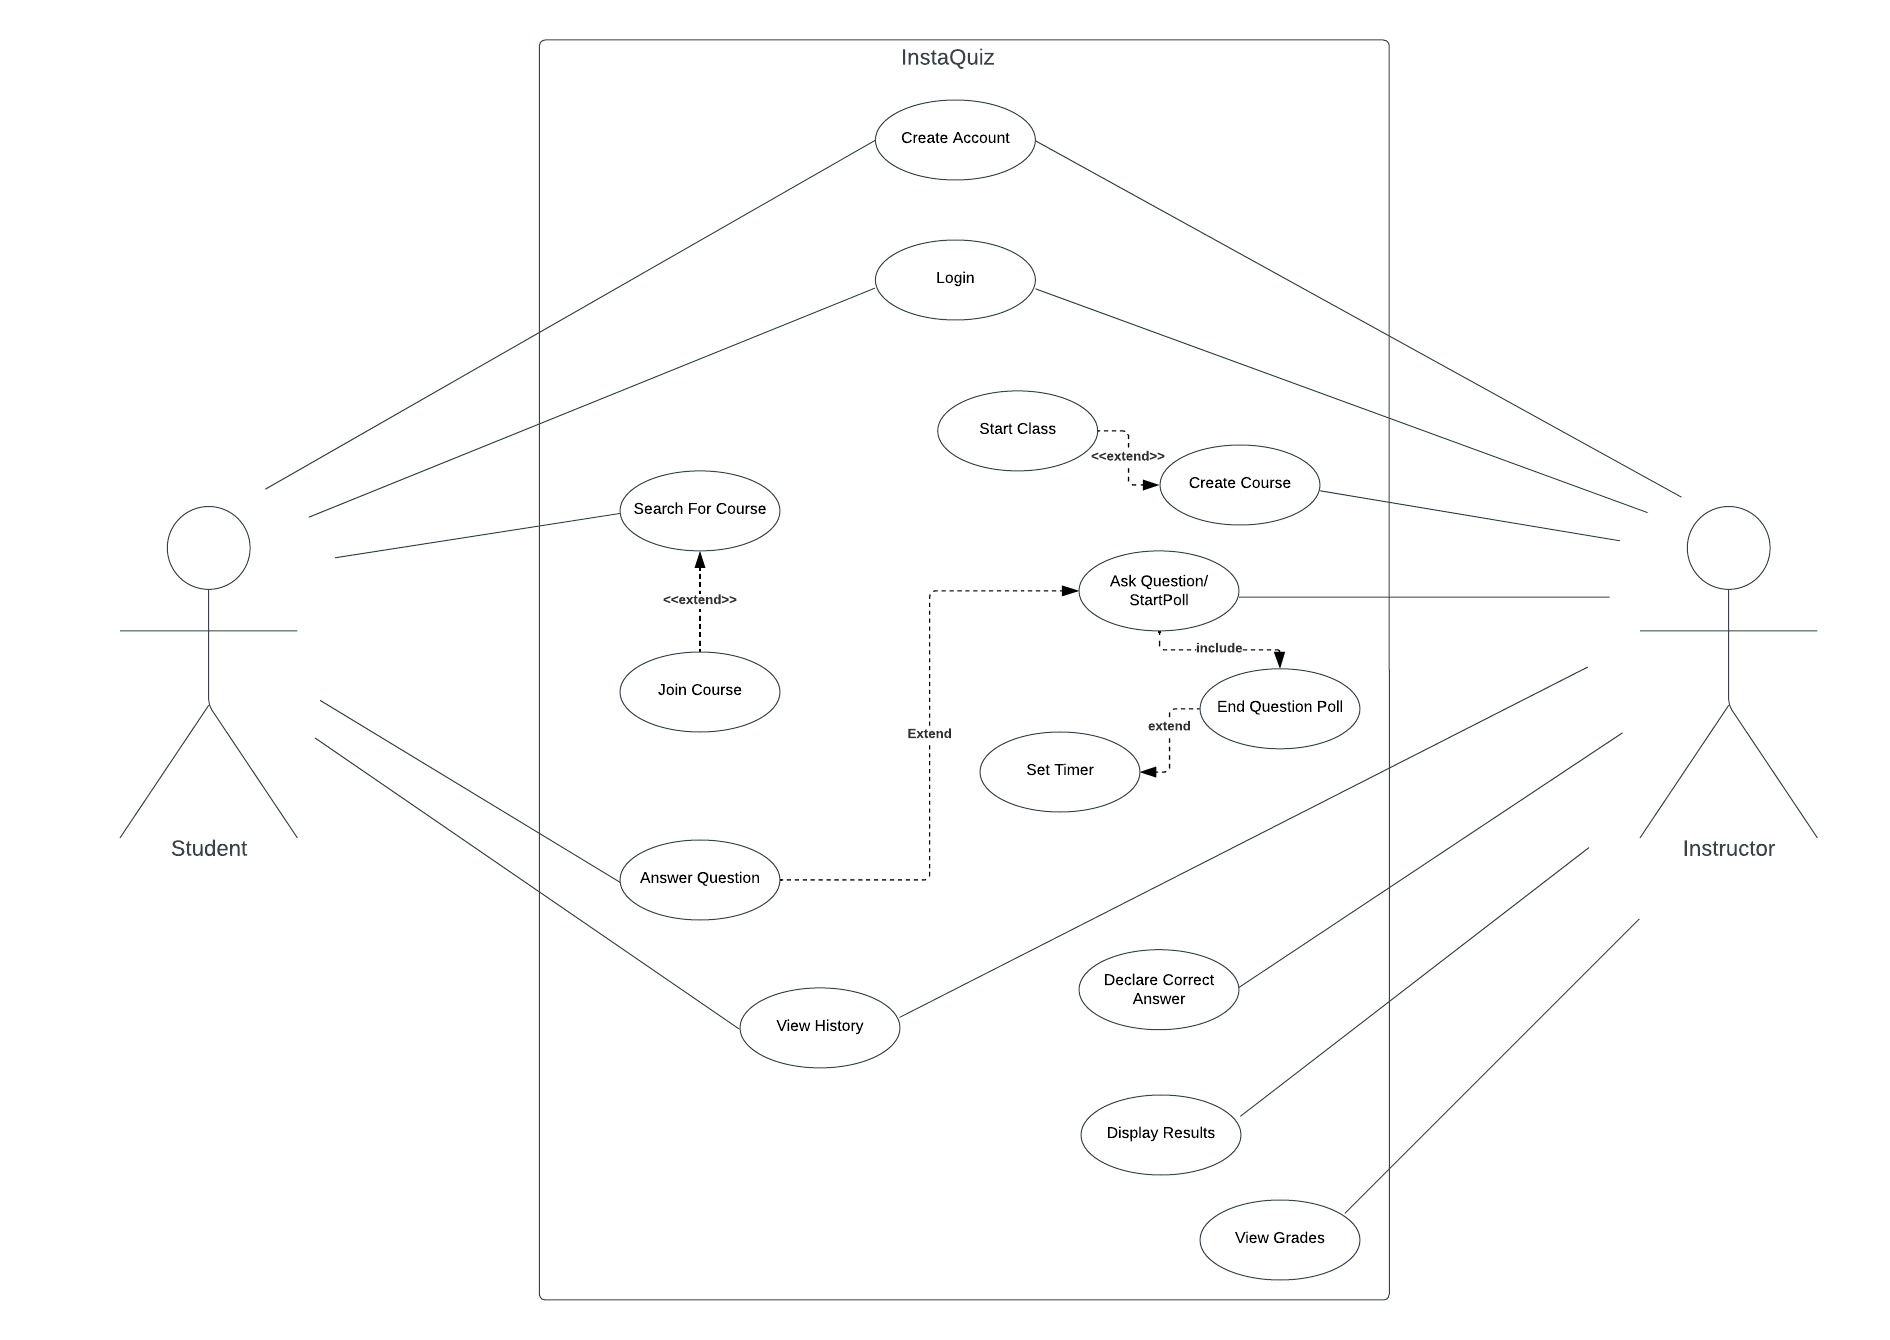 InstaQuiz
Create Account
Login
Start Class
<<extend>>
Create Course
Search For Course
<<extend>>
Join Course
Ask Question/
StartPoll
include
End Question Poll
extend
Set Timer
Extend
Student
Instructor
Answer Question
Declare Correct
Answer
View History
Display Results
View Grades